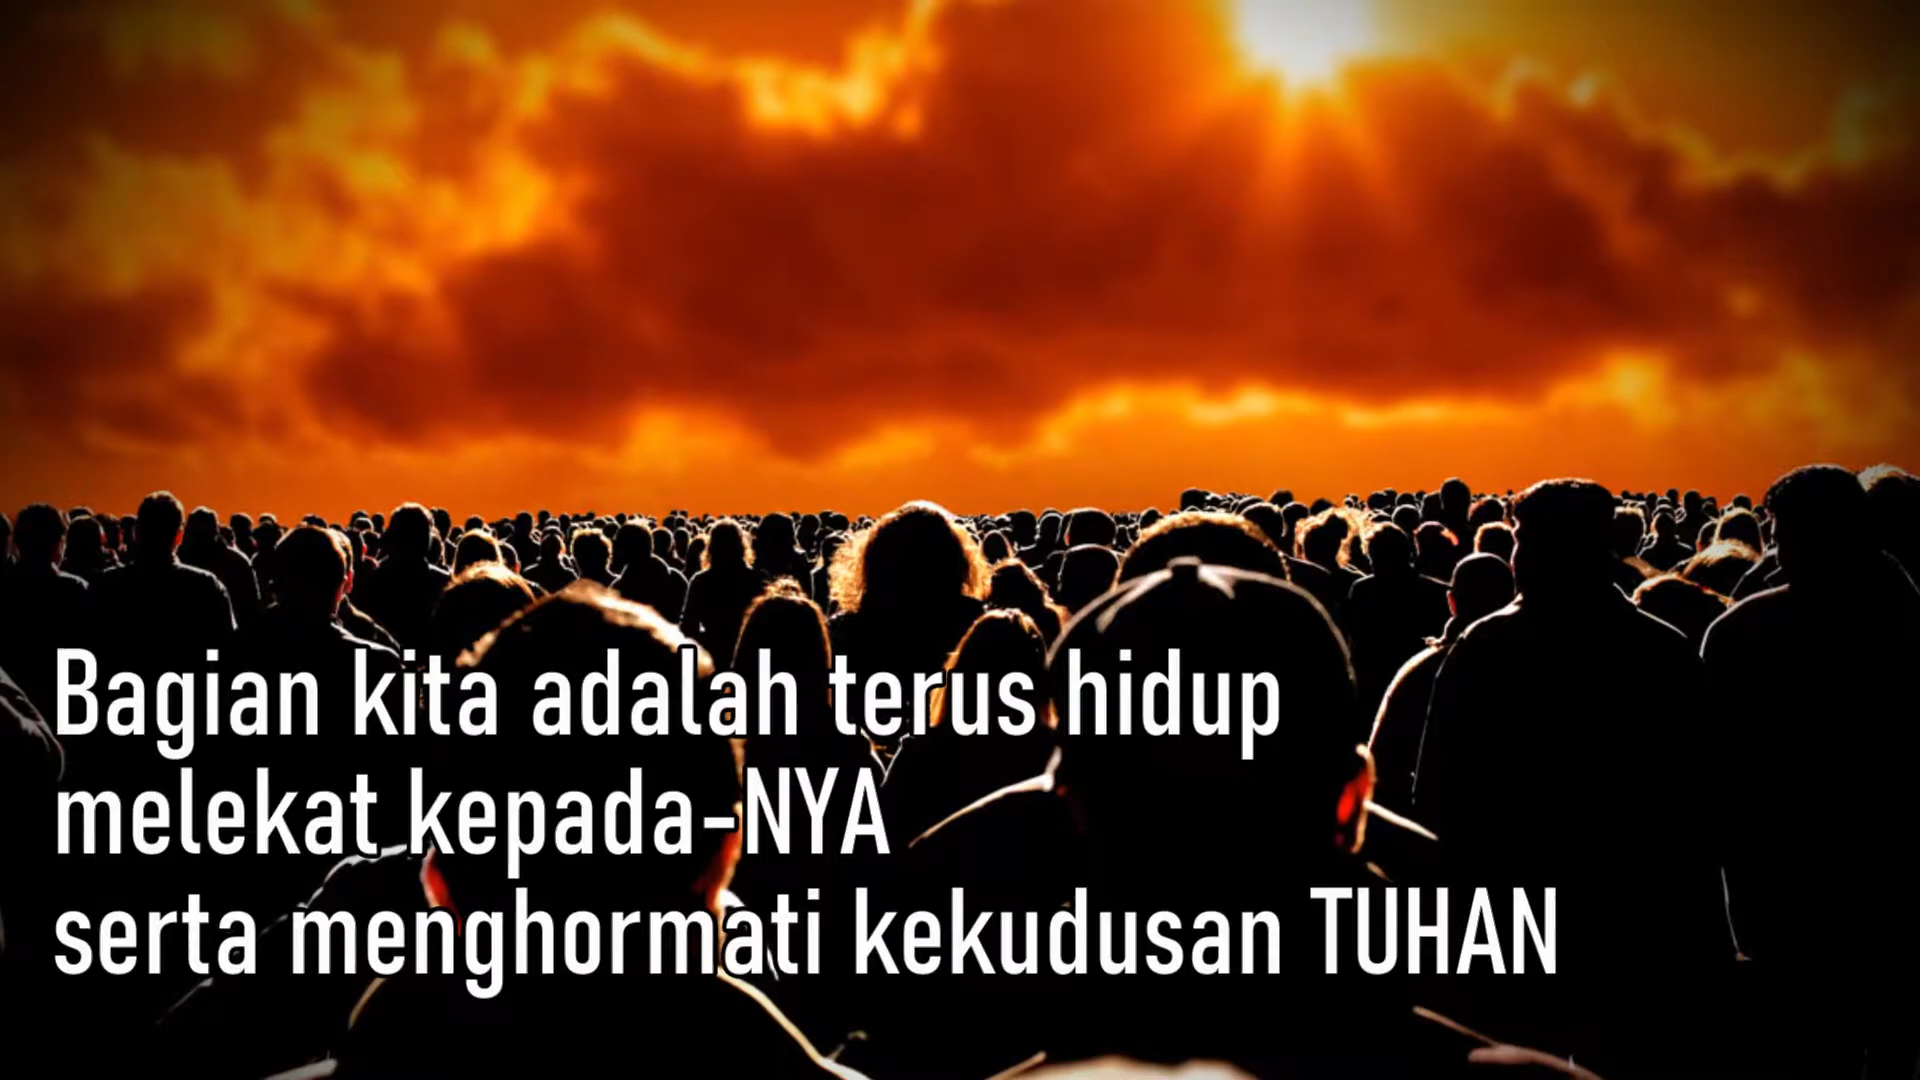 Bagian kita adalah terus hidup
melekat kepada-NYA
serta menghormati kekudusan TUHAN